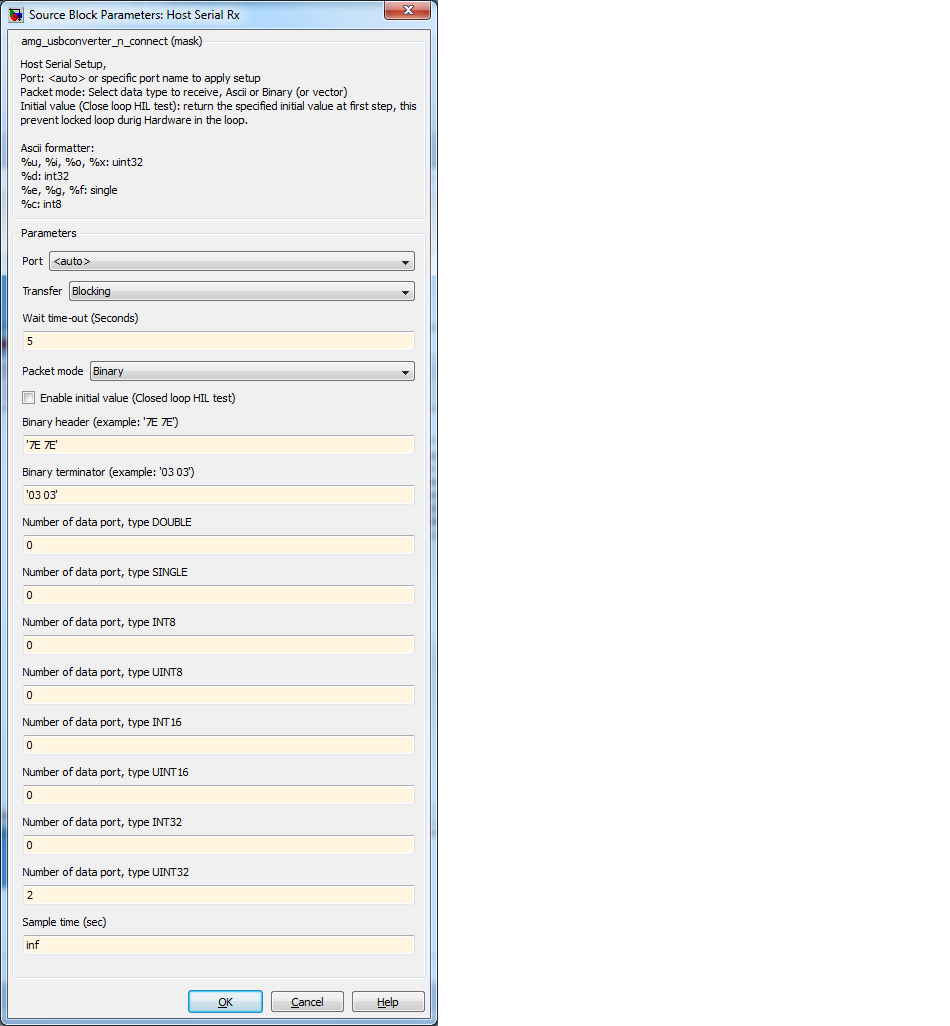 Source Block Parameters: Host Serial Rx
amg_usbconverter_n_connect (mask)
Host Serial Setup,
Port: <auto> or specific port name to apply setup
Packet mode: Select data type to receive, Ascii or Binary (or vector)
Initial value (Close loop HIL test): return the specified initial value at first step, this
prevent locked loop durig Hardware in the loop.
Ascii formatter:
%u, %i, %o, %x: uint32
%d: int32
%e, %g, %f: single
%c: int8
Parameters
Port <auto>
Transfer Blocking
Wait time-out (Seconds)
5
Packet mode Binary
Enable initial value (Closed loop HIL test)
Binary header (example: '7E 7E')
'7E 7E'
Binary terminator (example: '03 03')
'03 03'
Number of data port, type DOUBLE
0
Number of data port, type SINGLE
0
Number of data port, type INT8
0
Number of data port, type UINT8
0
Number of data port, type INT16
0
Number of data port, type UINT16
0
Number of data port, type INT32
0
Number of data port, type UINT32
2
Sample time (sec)
inf
OK Cancel Help